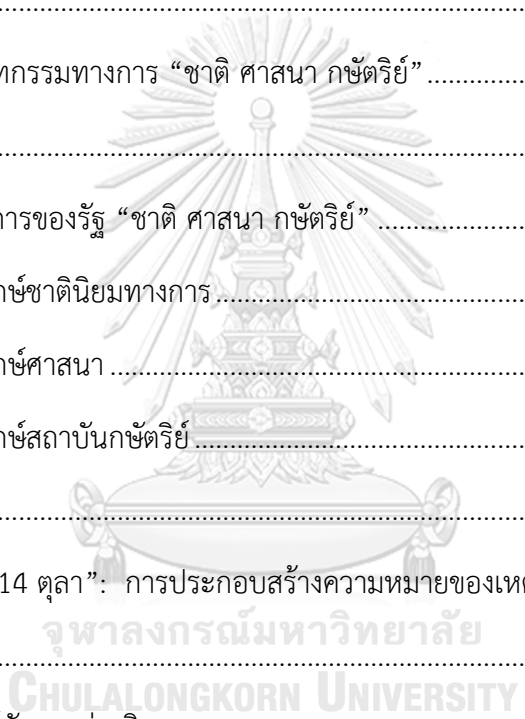 ..........................................................................
ทกรรมทางการ “ชาติ ศาสนา กษัตริย์” ...............
..........................................................................
การของรัฐ “ชาติ ศาสนา กษัตริย์” ......................
กษ์ชาตินิยมทางการ ..............................................
กษ์ศาสนา .............................................................
กษ์สถาบันกษัตริย์ .................................................
..........................................................................
14 ตุลา”: การประกอบสร้างความหมายของเหต
จุฬาลงกรณ์มหาวิทยาลัย
..........................................................................
CHULALONGKORN UNIVERSITY